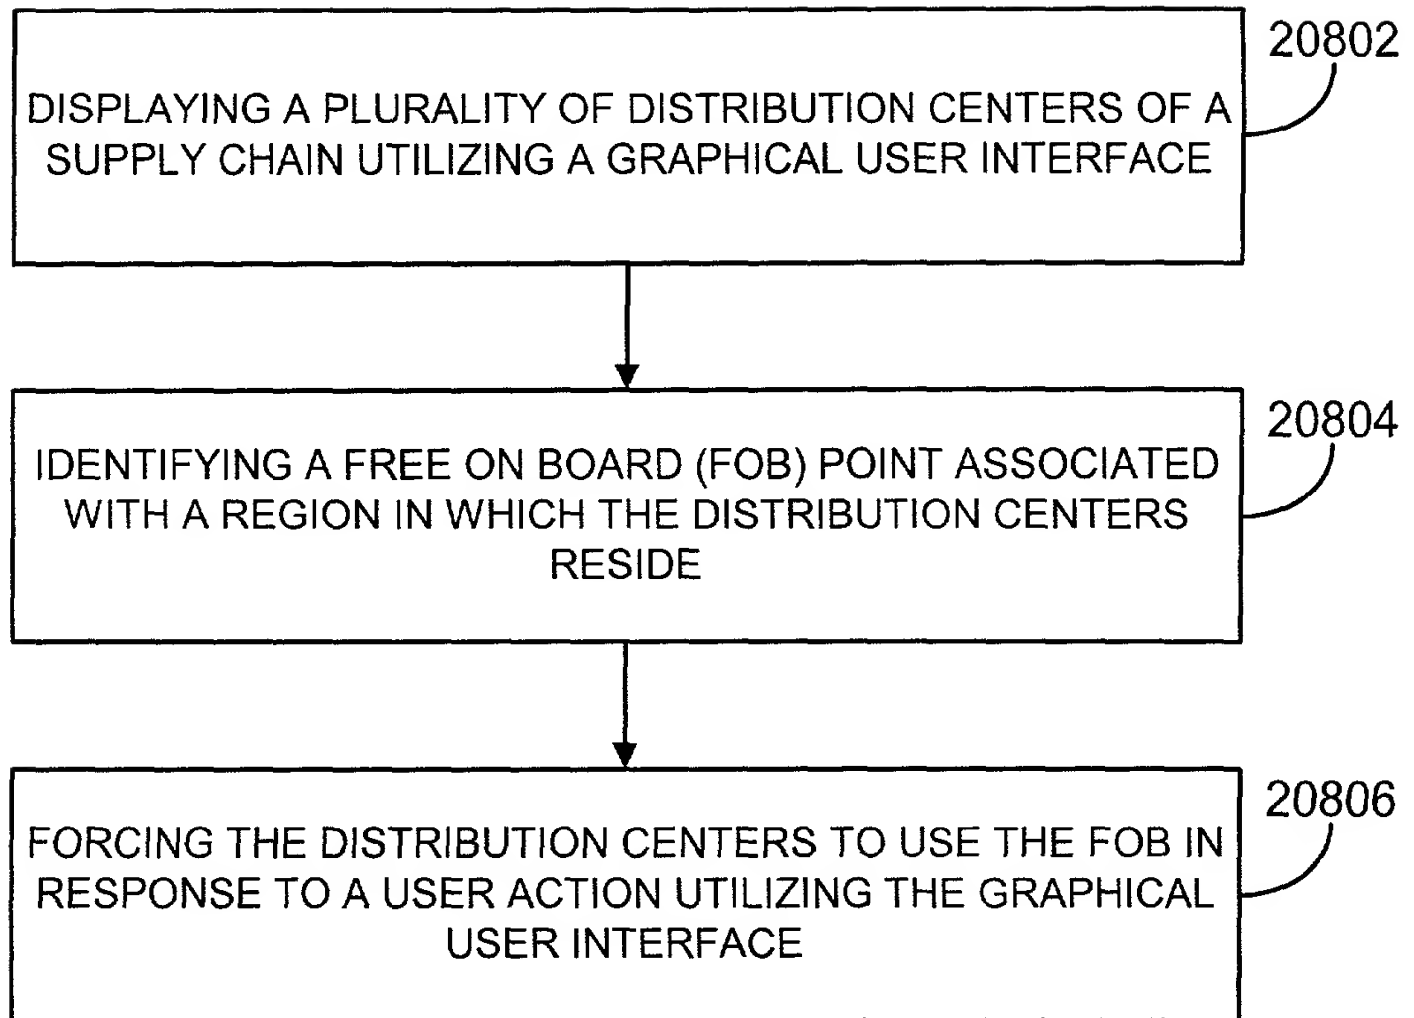 20802
DISPLAYING A PLURALITY OF DISTRIBUTION CENTERS OF A
SUPPLY CHAIN UTILIZING A GRAPHICAL USER INTERFACE
20804
IDENTIFYING A FREE ON BOARD (FOB) POINT ASSOCIATED
WITH A REGION IN WHICH THE DISTRIBUTION CENTERS
RESIDE
20806
FORCING THE DISTRIBUTION CENTERS TO USE THE FOB IN
RESPONSE TO A USER ACTION UTILIZING THE GRAPHICAL
USER INTERFACE